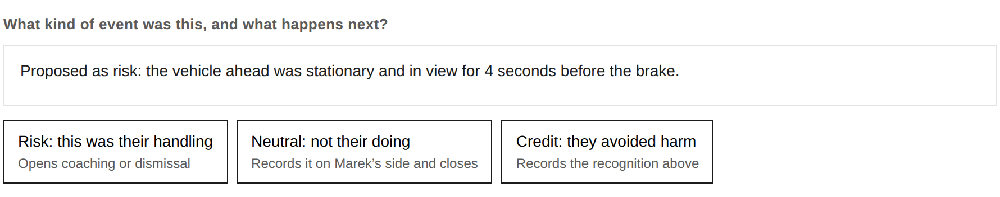 What kind of event was this, and what happens next?
Proposed as risk: the vehicle ahead was stationary and in view for 4 seconds before the brake.
Risk: this was their handling
Opens coaching or dismissal
Neutral: not their doing
Records it on Marek’s side and closes
Credit: they avoided harm
Records the recognition above